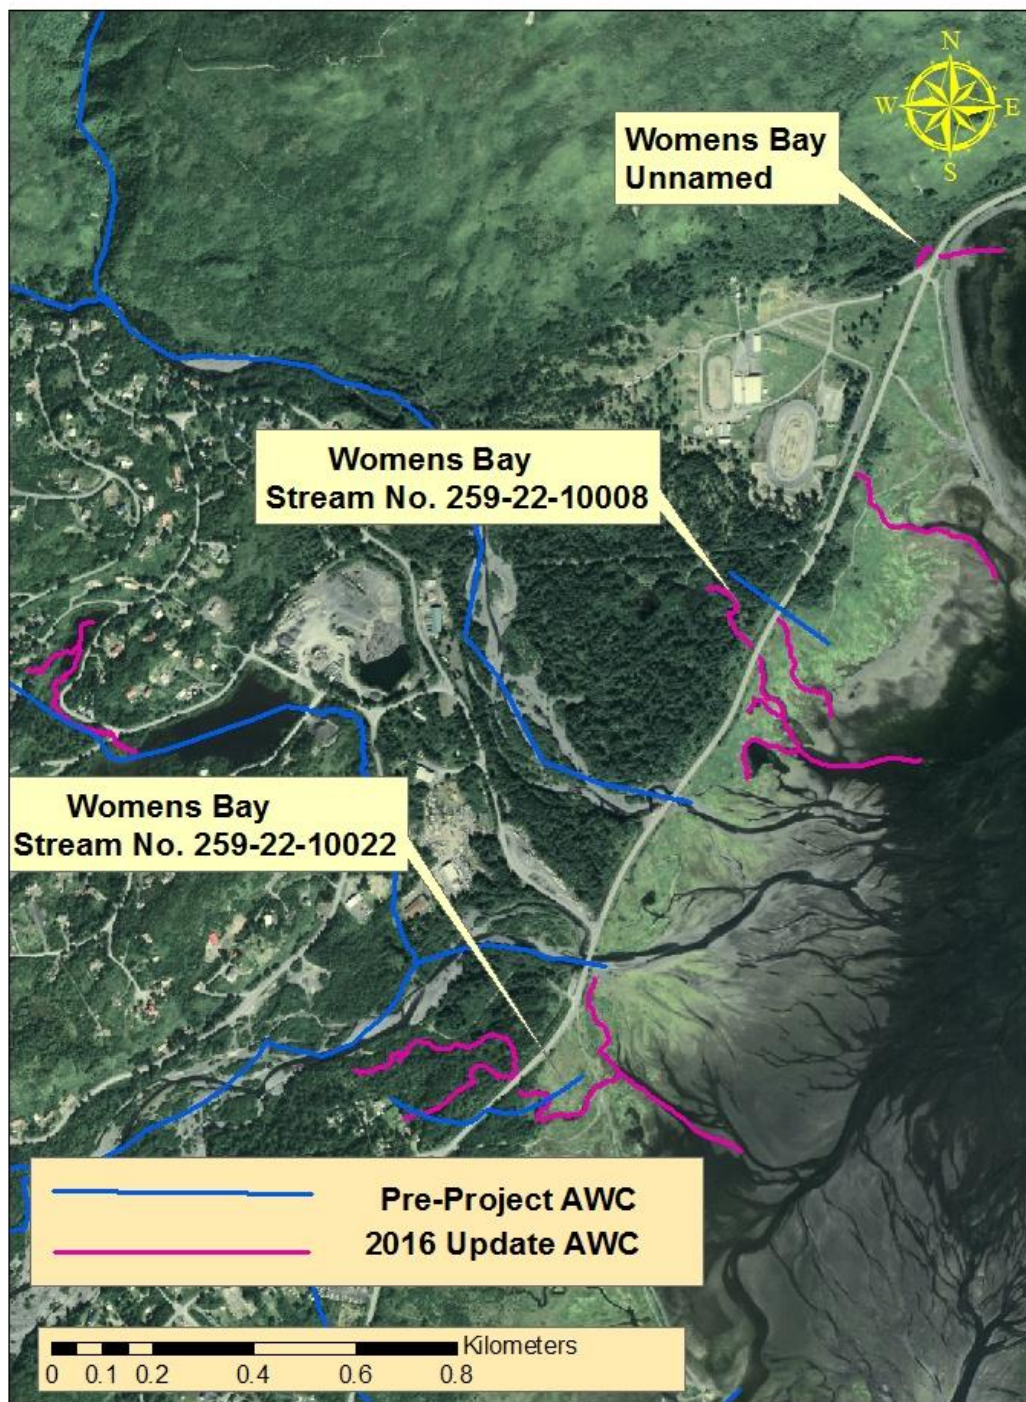 N
W E
S
Womens Bay
Unnamed
Womens Bay
Stream No. 259-22-10008
Womens Bay
Stream No. 259-22-10022
Pre-Project AWC
2016 Update AWC
Kilometers
0 0.1 0.2 0.4 0.6 0.8